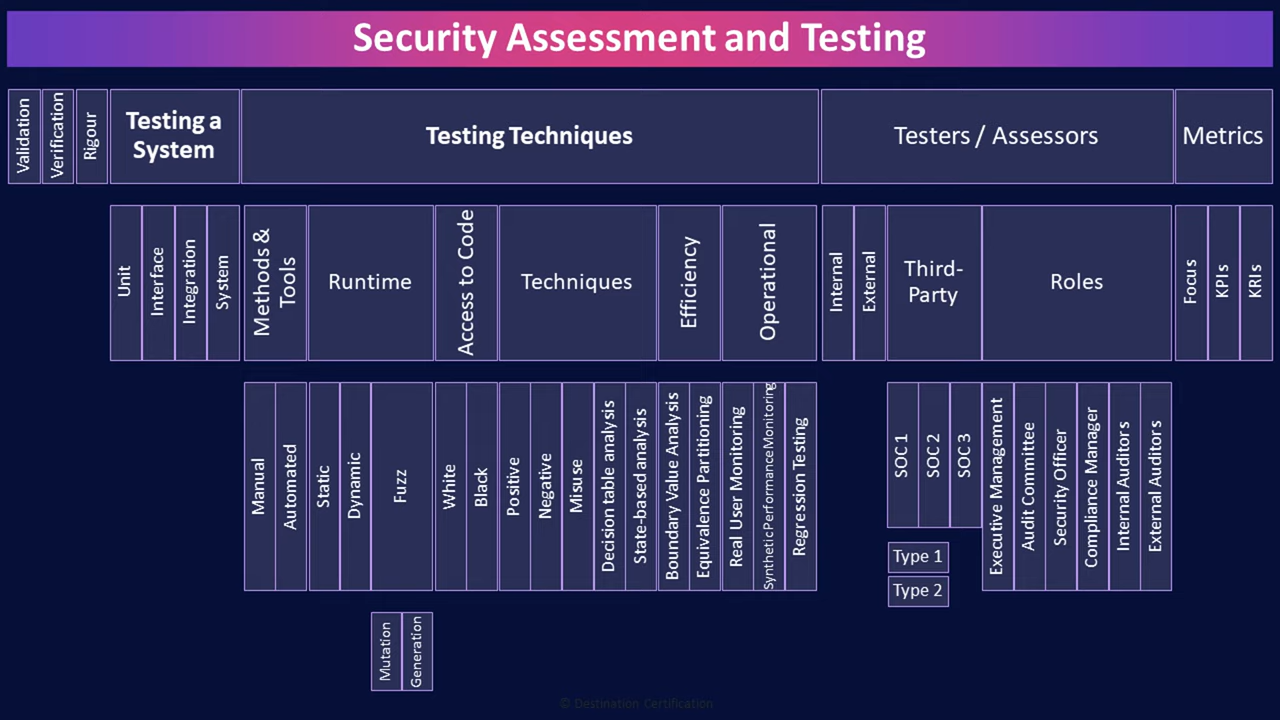 Security Assessment and Testing
Validation
Verification
Rigour
Testing a
System
Testing Techniques
Testers / Assessors
Metrics
Unit
Interface
Integration
System
Methods &
Tools
Runtime
Access to Code
Techniques
Efficiency
Operational
Internal
External
Third-
Party
Roles
Focus
KPIs
KRIs
Manual
Automated
Static
Dynamic
Fuzz
White
Black
Positive
Negative
Misuse
Decision table analysis
State-based analysis
Boundary Value Analysis
Equivalence Partitioning
Real User Monitoring
Synthetic Performance Monitoring
Regression Testing
SOC 1
SOC 2
SOC 3
Executive Management
Audit Committee
Security Officer
Compliance Manager
Internal Auditors
External Auditors
Type 1
Type 2
Mutation
Generation
© Destination Certification